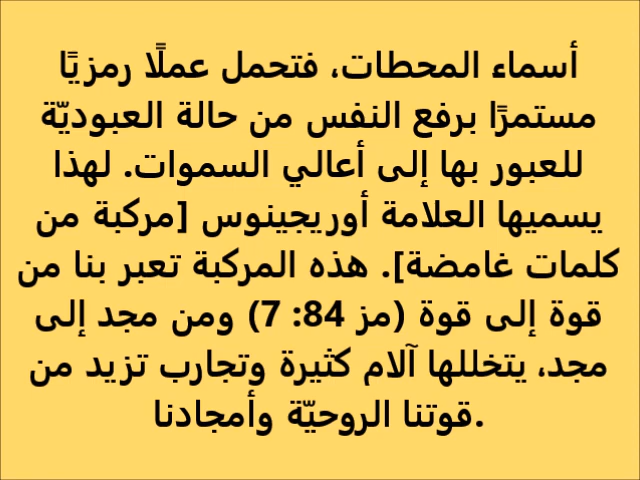 أسماء المحطات، فتحمل عملًا رمزيًا
مستمرًا برفع النفس من حالة العبوديّة
للعبور بها إلى أعالي السموات. لهذا
يسميها العلامة أوريجينوس [مركبة من
كلمات غامضة]. هذه المركبة تعبر بنا من
قوة إلى قوة (مز 84: 7) ومن مجد إلى
مجد، يتخللها آلام كثيرة وتجارب تزيد من
قوتنا الروحيّة وأمجادنا.